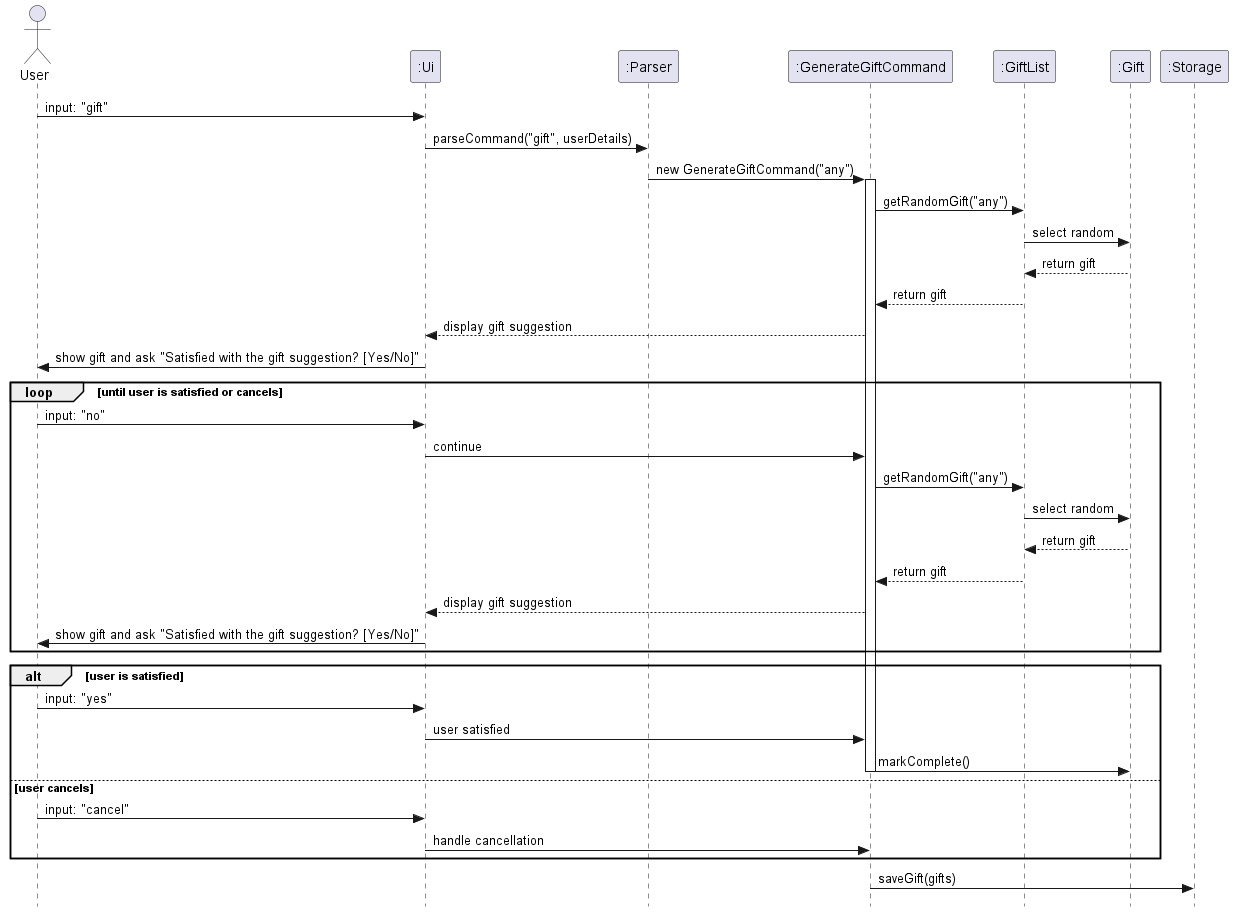 User
:Ui
:Parser
:GenerateGiftCommand
:GiftList
:Gift
:Storage
input: "gift"
parseCommand("gift", userDetails)
new GenerateGiftCommand("any")
getRandomGift("any")
select random
return gift
return gift
display gift suggestion
show gift and ask "Satisfied with the gift suggestion? [Yes/No]"
loop [until user is satisfied or cancels]
input: "no"
continue
getRandomGift("any")
select random
return gift
return gift
display gift suggestion
show gift and ask "Satisfied with the gift suggestion? [Yes/No]"
alt [user is satisfied]
input: "yes"
user satisfied
markComplete()
[user cancels]
input: "cancel"
handle cancellation
saveGift(gifts)